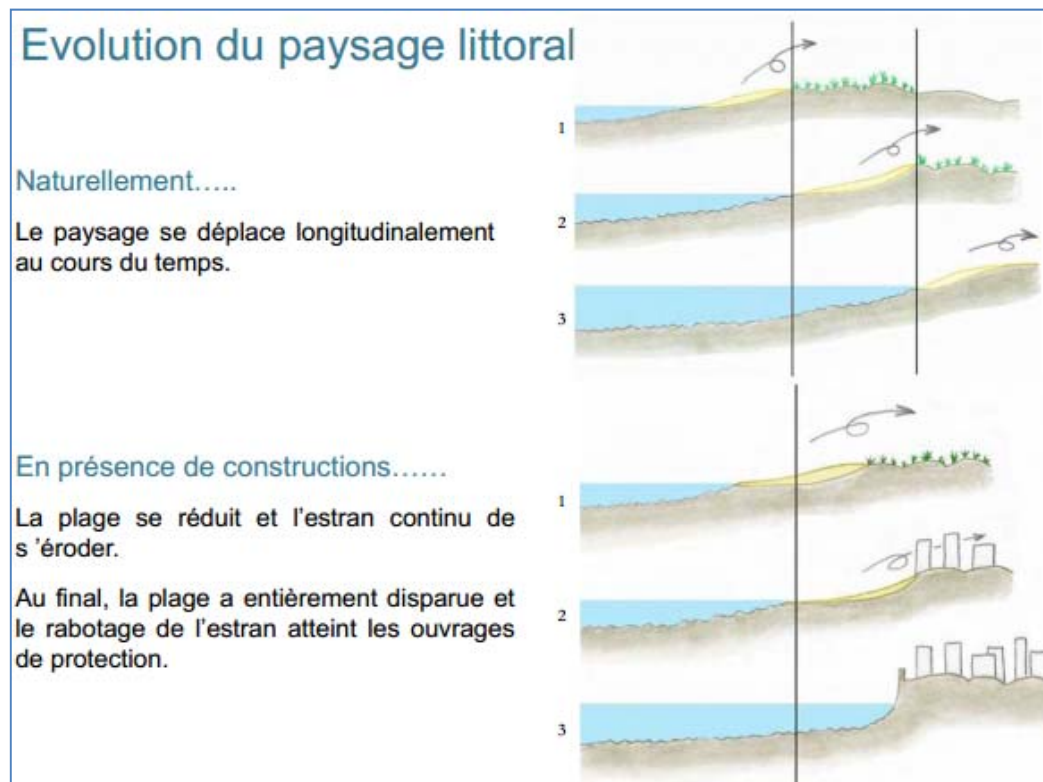 Evolution du paysage littoral
1
Naturellement.....
Le paysage se déplace longitudinalement
au cours du temps.
2
3
En présence de constructions......
La plage se réduit et l'estran continu de
s 'éroder.
1
Au final, la plage a entièrement disparue et
le rabotage de l'estran atteint les ouvrages
de protection.
2
3